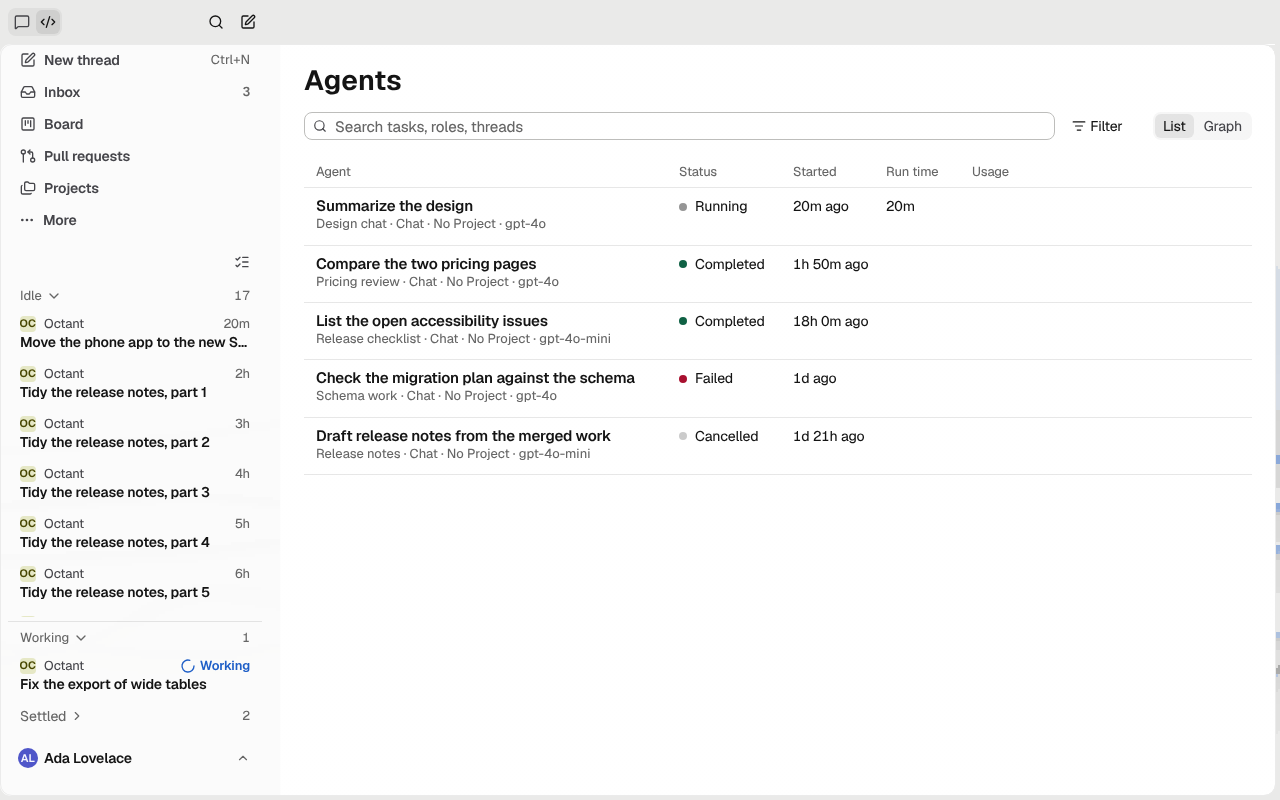 New thread Ctrl+N
Inbox 3
Board
Pull requests
Projects
More
Idle 17
OC Octant 20m
Move the phone app to the new S...
OC Octant 2h
Tidy the release notes, part 1
OC Octant 3h
Tidy the release notes, part 2
OC Octant 4h
Tidy the release notes, part 3
OC Octant 5h
Tidy the release notes, part 4
OC Octant 6h
Tidy the release notes, part 5
Working 1
OC Octant Working
Fix the export of wide tables
Settled 2
AL Ada Lovelace
Agents
Search tasks, roles, threads
Filter
List Graph
Agent Status Started Run time Usage
Summarize the design Running 20m ago 20m
Design chat · Chat · No Project · gpt-4o
Compare the two pricing pages Completed 1h 50m ago
Pricing review · Chat · No Project · gpt-4o
List the open accessibility issues Completed 18h 0m ago
Release checklist · Chat · No Project · gpt-4o-mini
Check the migration plan against the schema Failed 1d ago
Schema work · Chat · No Project · gpt-4o
Draft release notes from the merged work Cancelled 1d 21h ago
Release notes · Chat · No Project · gpt-4o-mini